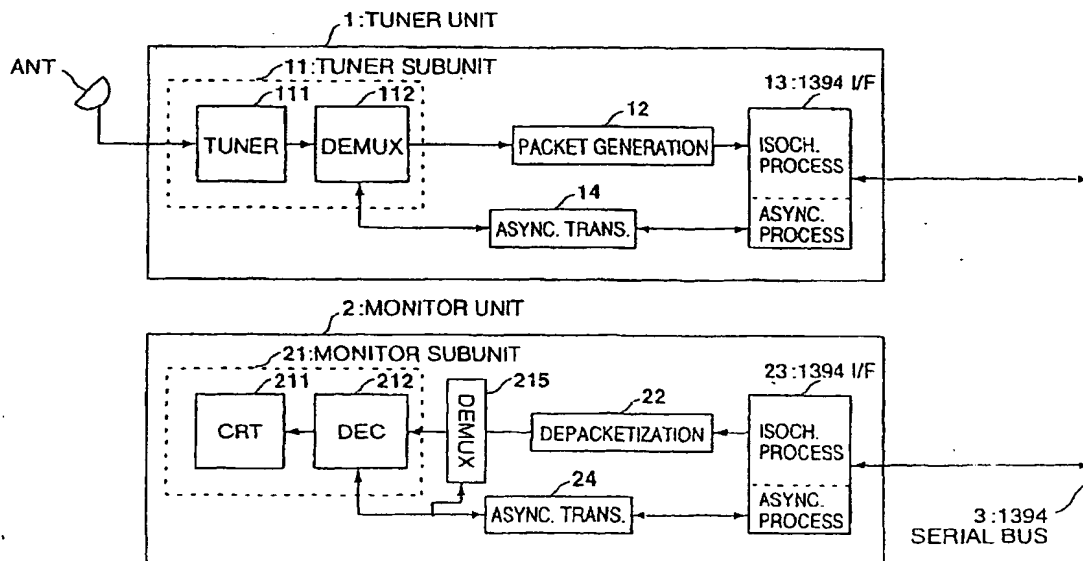 1:TUNER UNIT
ANT
11:TUNER SUBUNIT
111
112
TUNER
DEMUX
12
PACKET GENERATION
13:1394 I/F
ISOCH.
PROCESS
ASYNC.
PROCESS
14
ASYNC. TRANS.
2:MONITOR UNIT
21:MONITOR SUBUNIT
211
212
CRT
DEC
215
DEMUX
22
DEPACKETIZATION
23:1394 I/F
ISOCH.
PROCESS
ASYNC.
PROCESS
24
ASYNC. TRANS.
3:1394
SERIAL BUS